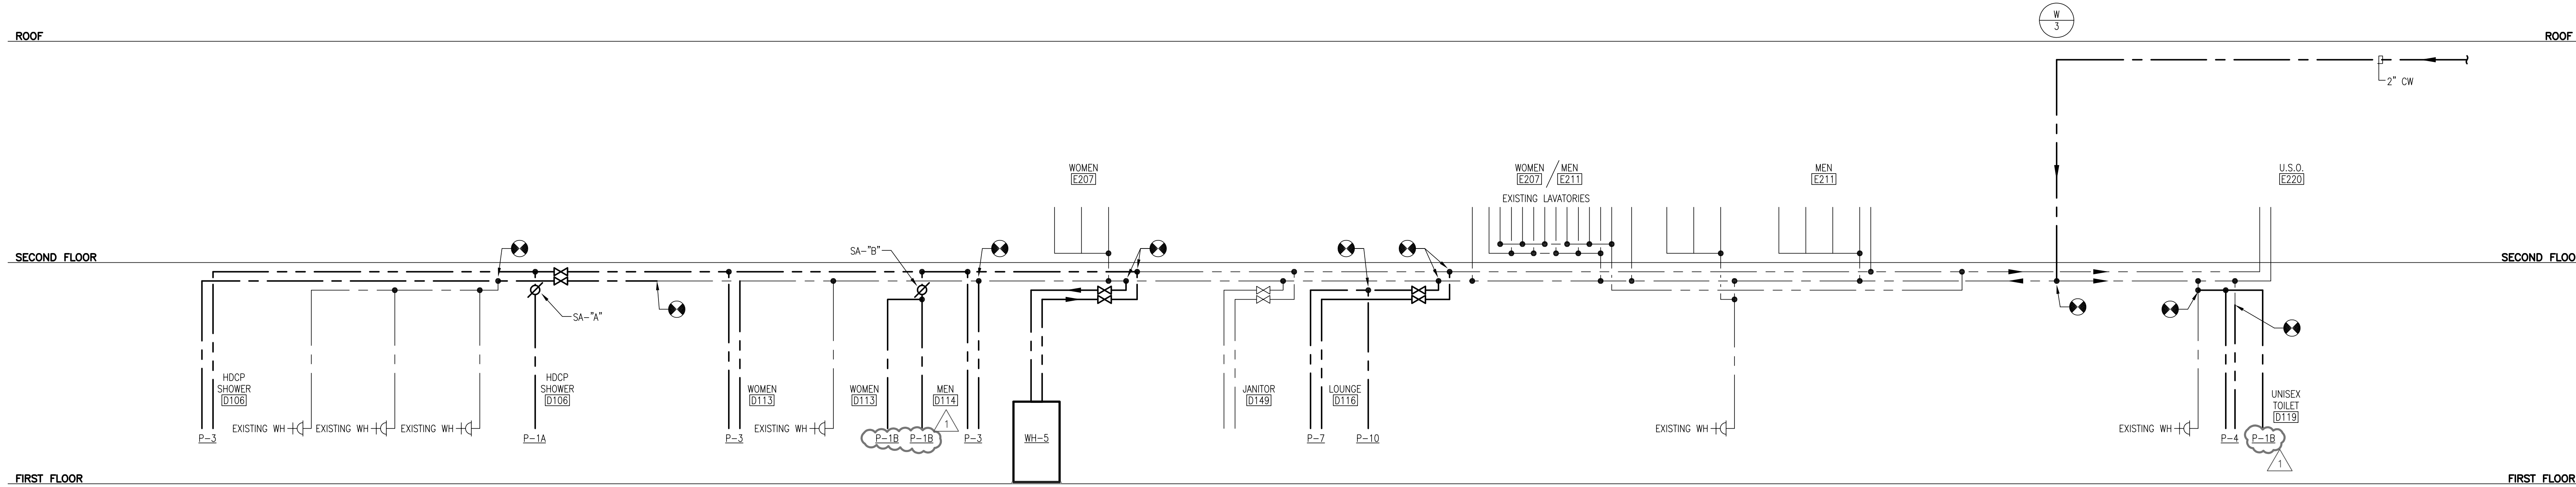 W
3
ROOF
ROOF
2" CW
WOMEN
E207
WOMEN
E207
MEN
E211
EXISTING LAVATORIES
MEN
E211
U.S.O.
E220
SA-"B"
SECOND FLOOR
SECOND FLOO
SA-"A"
HDCP
SHOWER
D106
HDCP
SHOWER
D106
WOMEN
D113
WOMEN
D113
MEN
D114
JANITOR
D149
LOUNGE
D116
UNISEX
TOILET
D119
1
EXISTING WH
EXISTING WH
EXISTING WH
EXISTING WH
EXISTING WH
EXISTING WH
P-3
P-1A
P-3
P-1B
P-1B
P-3
WH-5
P-7
P-10
P-4
P-1B
1
FIRST FLOOR
FIRST FLOOR